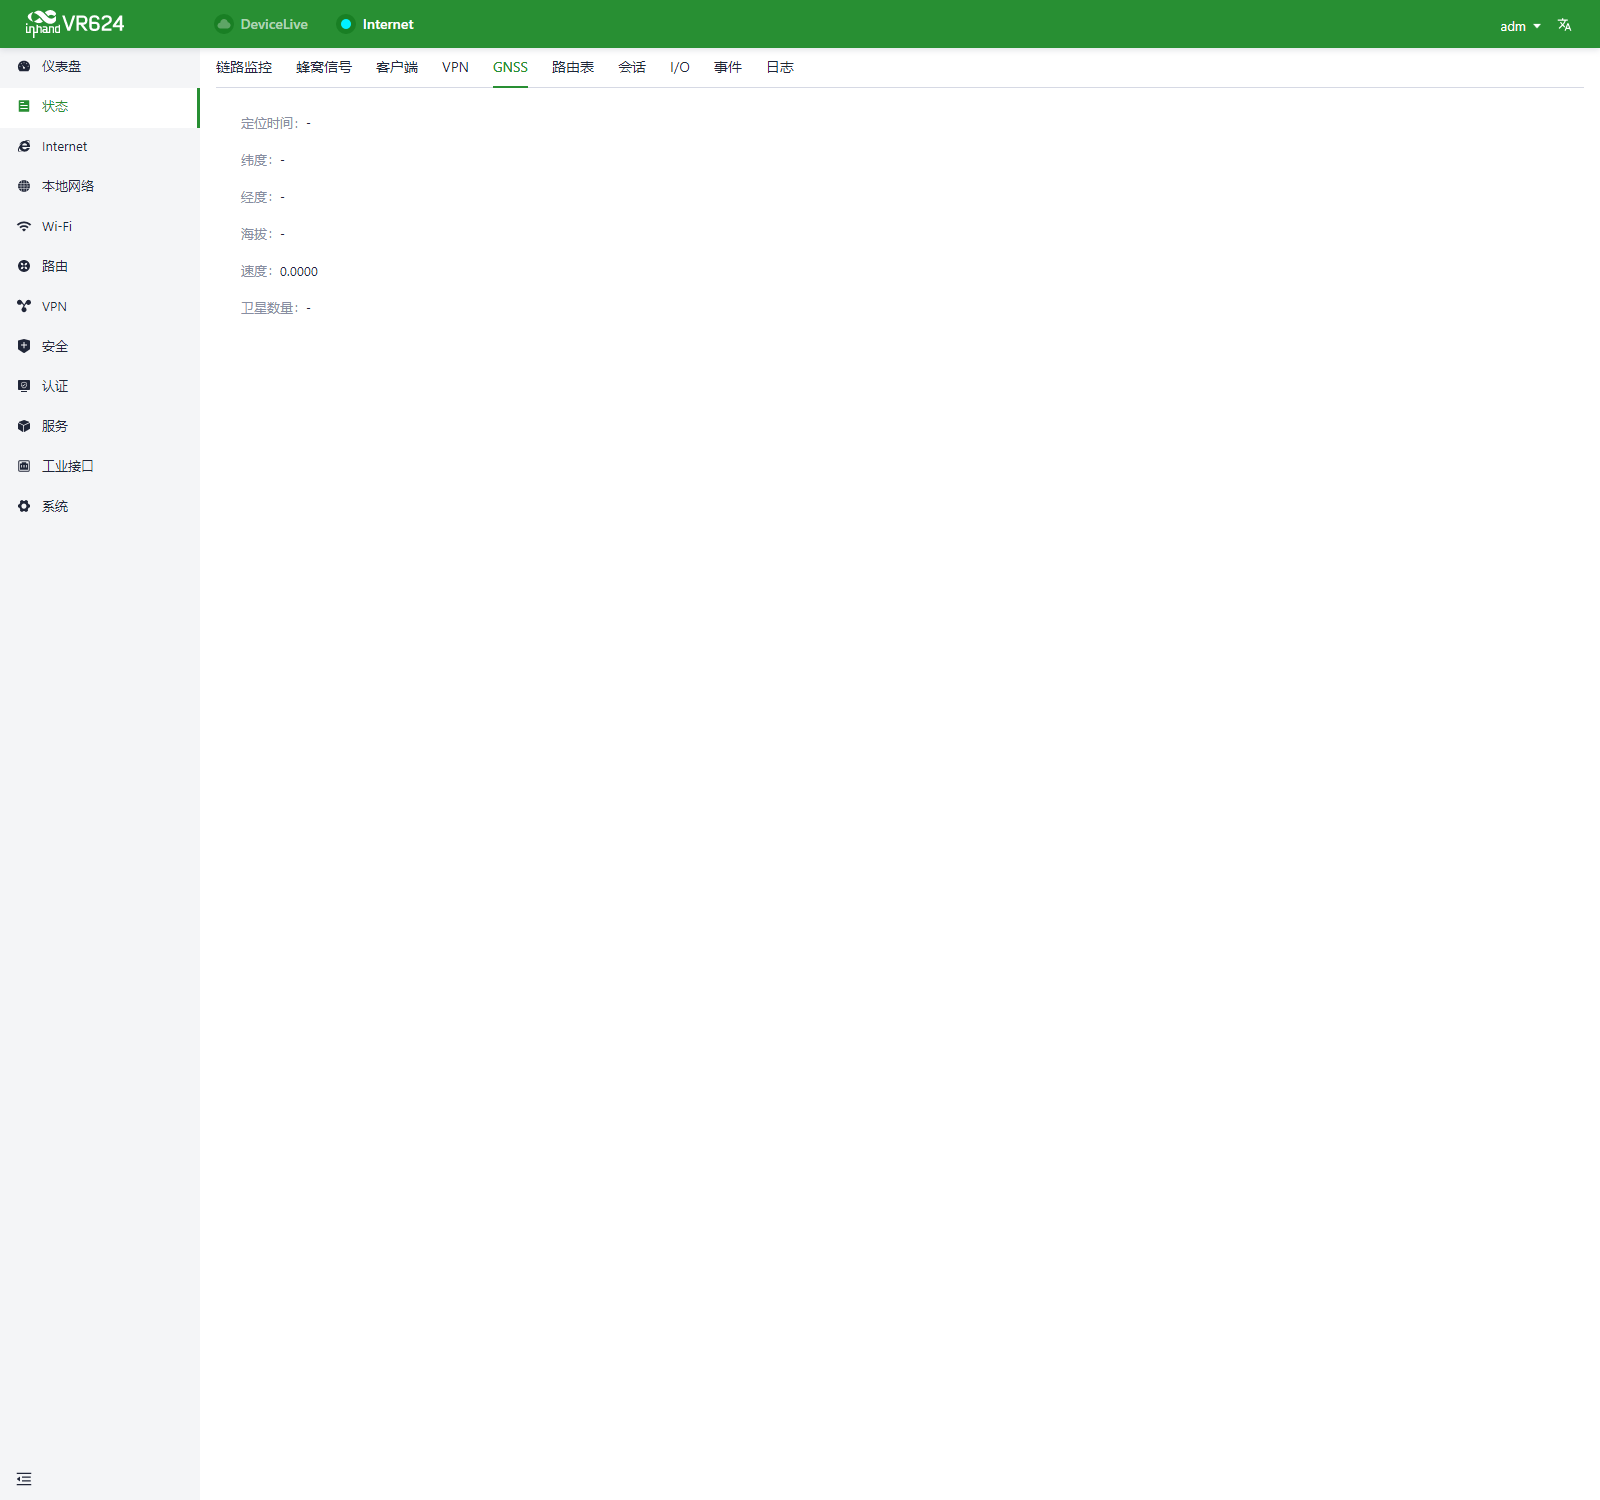 inhand VR624
DeviceLive
Internet
adm
仪表盘
状态
Internet
本地网络
Wi-Fi
路由
VPN
安全
认证
服务
工业接口
系统
链路监控 蜂窝信号 客户端 VPN GNSS 路由表 会话 I/O 事件 日志
定位时间： -
纬度： -
经度： -
海拔： -
速度： 0.0000
卫星数量： -